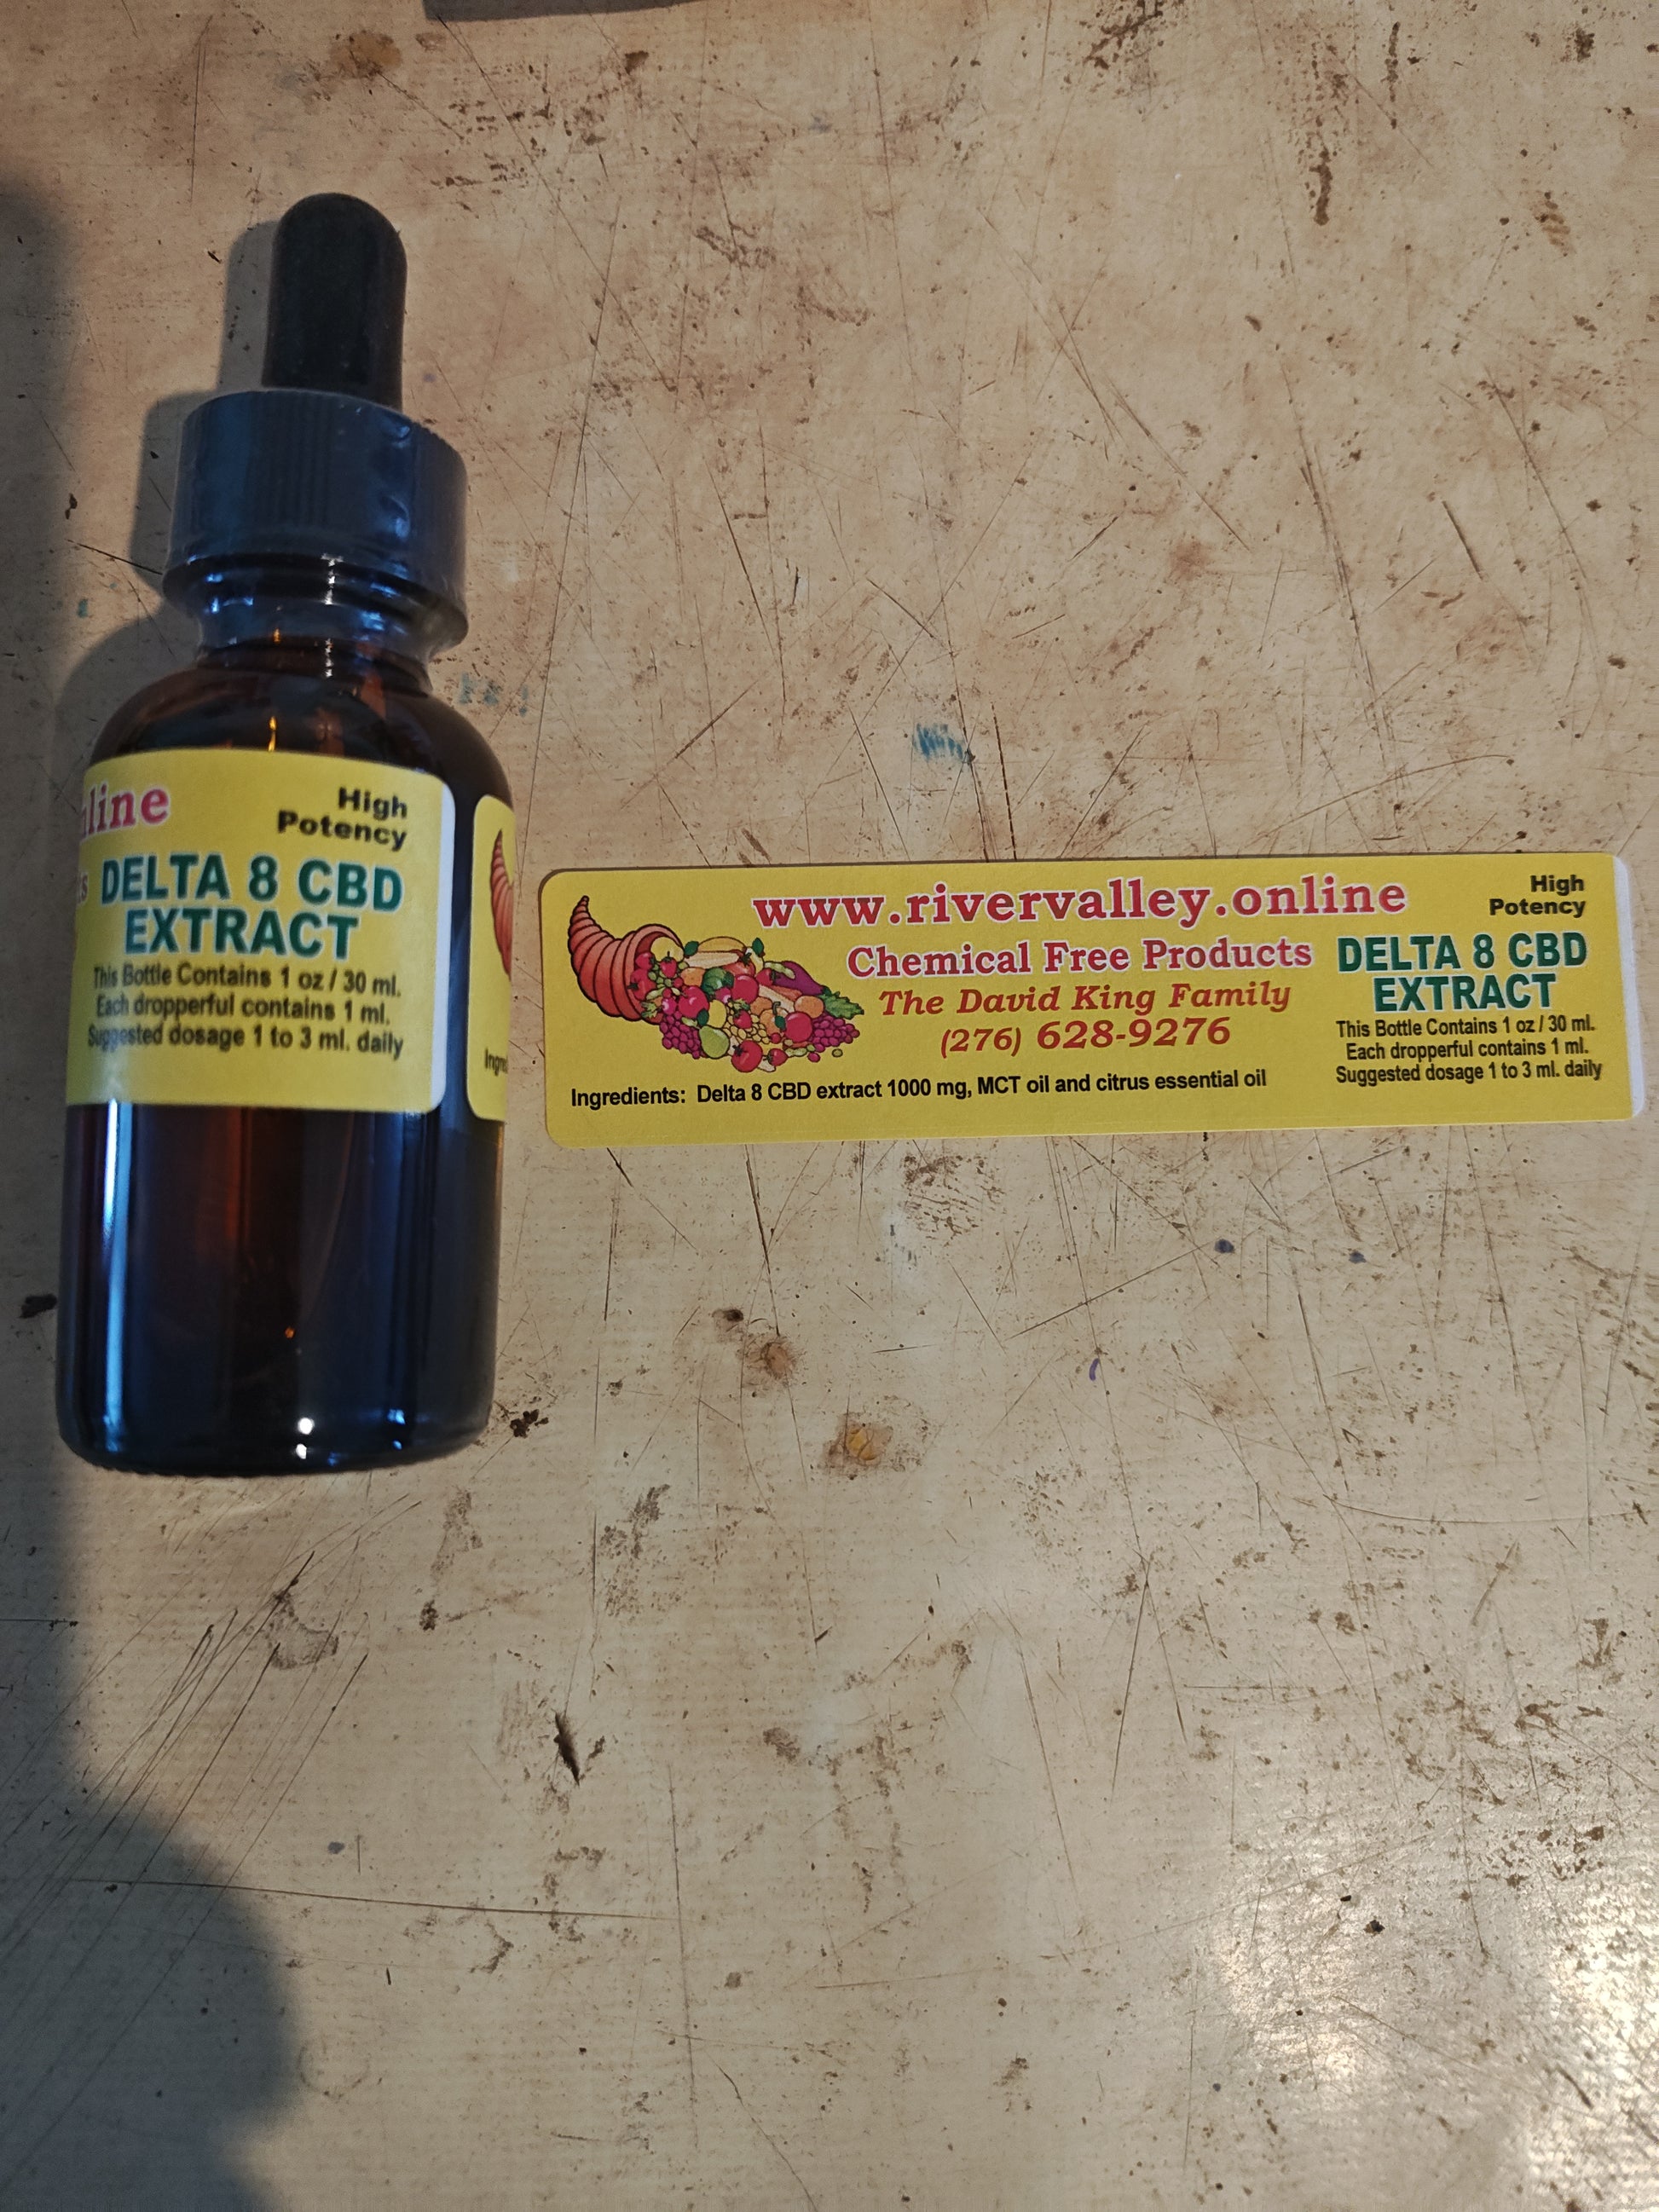 nline
High
Potency
s DELTA 8 CBD
EXTRACT
This Bottle Contains 1 oz / 30 ml.
Each dropperful contains 1 ml.
Suggested dosage 1 to 3 ml. daily
Ingre
www.rivervalley.online
Chemical Free Products
The David King Family
(276) 628-9276
Ingredients: Delta 8 CBD extract 1000 mg, MCT oil and citrus essential oil
High
Potency
DELTA 8 CBD
EXTRACT
This Bottle Contains 1 oz / 30 ml.
Each dropperful contains 1 ml.
Suggested dosage 1 to 3 ml. daily